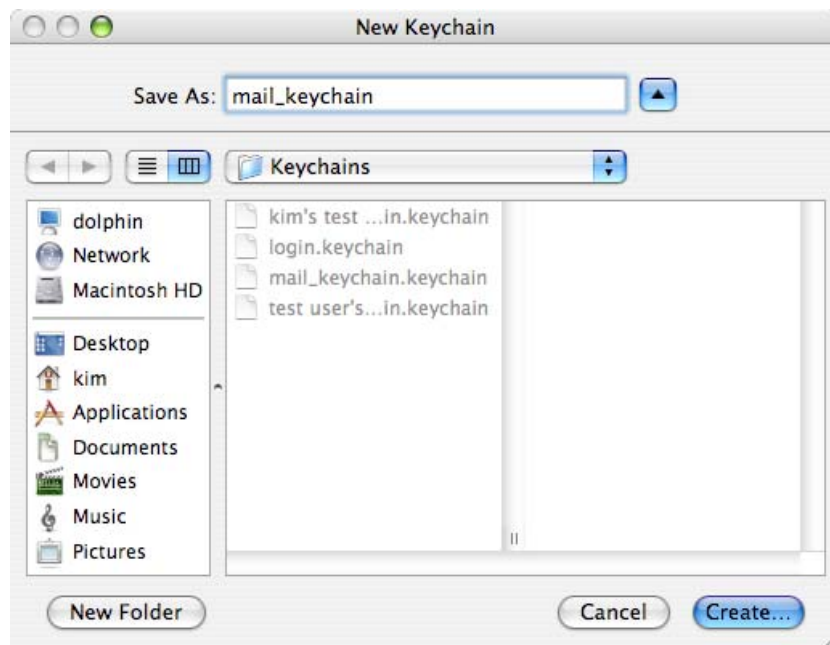 New Keychain
Save As: mail_keychain
Keychains
dolphin
Network
Macintosh HD
Desktop
kim
Applications
Documents
Movies
Music
Pictures
kim's test ...in.keychain
login.keychain
mail_keychain.keychain
test user's...in.keychain
New Folder
Cancel
Create...